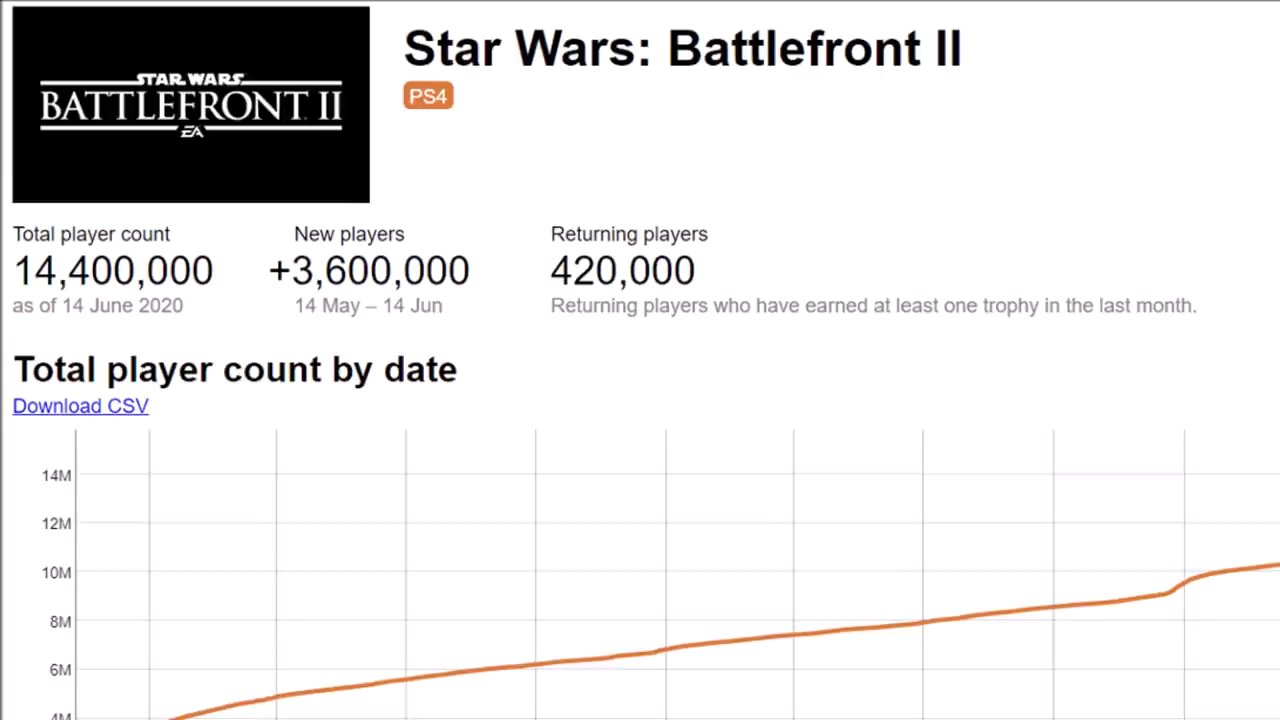 STAR WARS
BATTLEFRONT II
EA
Star Wars: Battlefront II
PS4
Total player count
14,400,000
as of 14 June 2020
New players
+3,600,000
14 May – 14 Jun
Returning players
420,000
Returning players who have earned at least one trophy in the last month.
Total player count by date
Download CSV
14M
12M
10M
8M
6M
4M